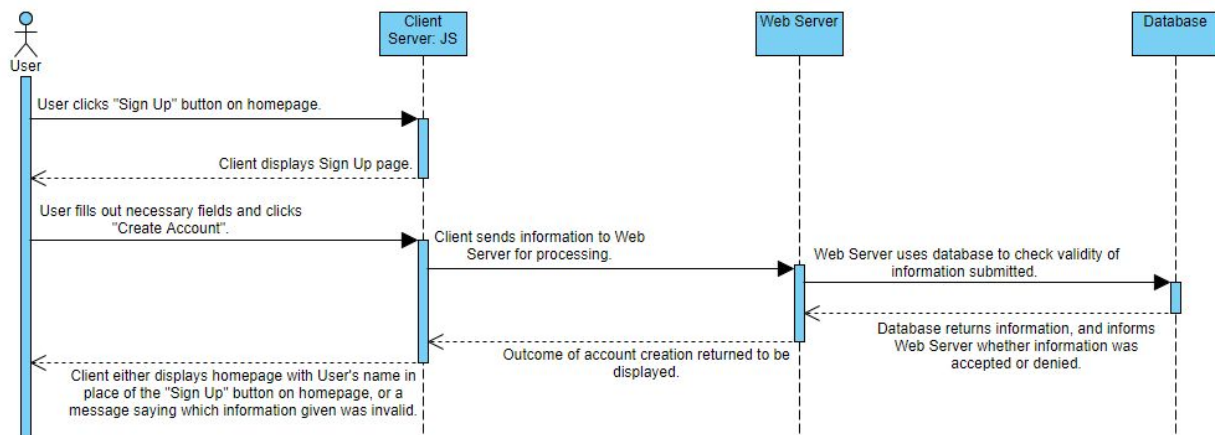 Client
Server: JS
Web Server
Database
User
User clicks "Sign Up" button on homepage.
Client displays Sign Up page.
User fills out necessary fields and clicks
"Create Account".
Client sends information to Web
Server for processing.
Web Server uses database to check validity of
information submitted.
Database returns information, and informs
Web Server whether information was
accepted or denied.
Outcome of account creation returned to be
displayed.
Client either displays homepage with User's name in
place of the "Sign Up" button on homepage, or a
message saying which information given was invalid.